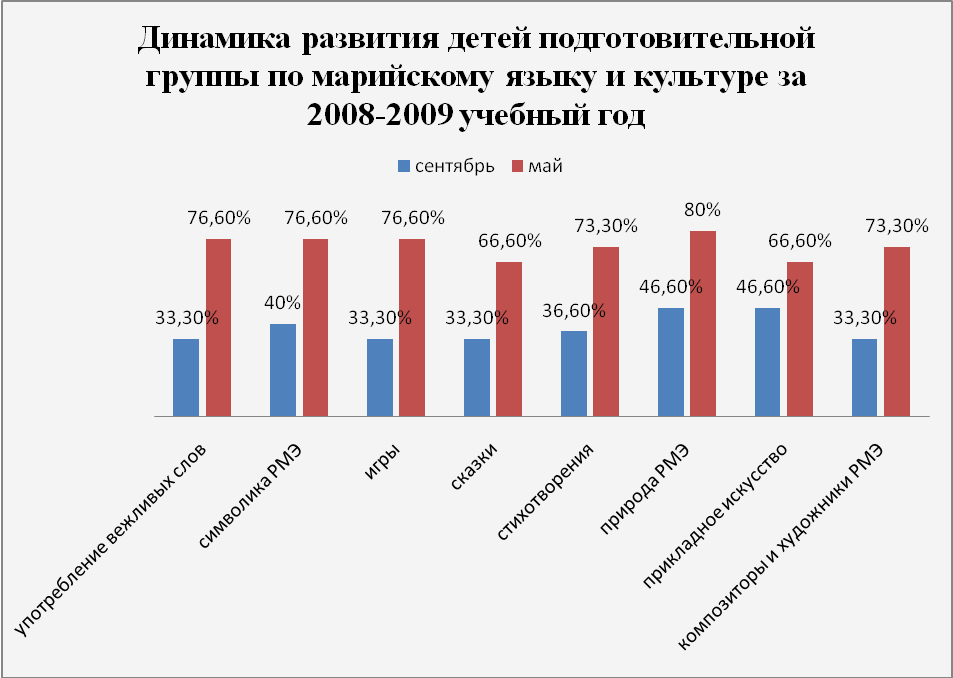 Динамика развития детей подготовительной
группы по марийскому языку и культуре за
2008-2009 учебный год
сентябрь май
76,60% 76,60% 76,60% 66,60% 73,30% 80% 66,60% 73,30%
33,30% 40% 33,30% 33,30% 36,60% 46,60% 46,60% 33,30%
употребление вежливых слов
символика РМЭ
игры
сказки
стихотворения
природа РМЭ
прикладное искусство
композиторы и художники РМЭ